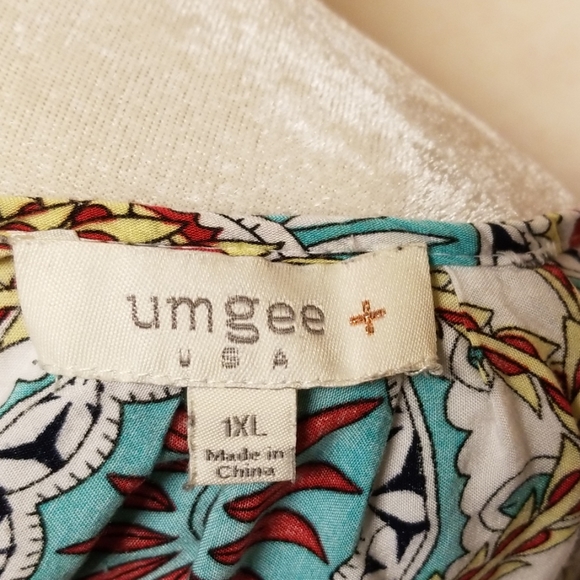 umgee +
USA
1XL
Made in
China